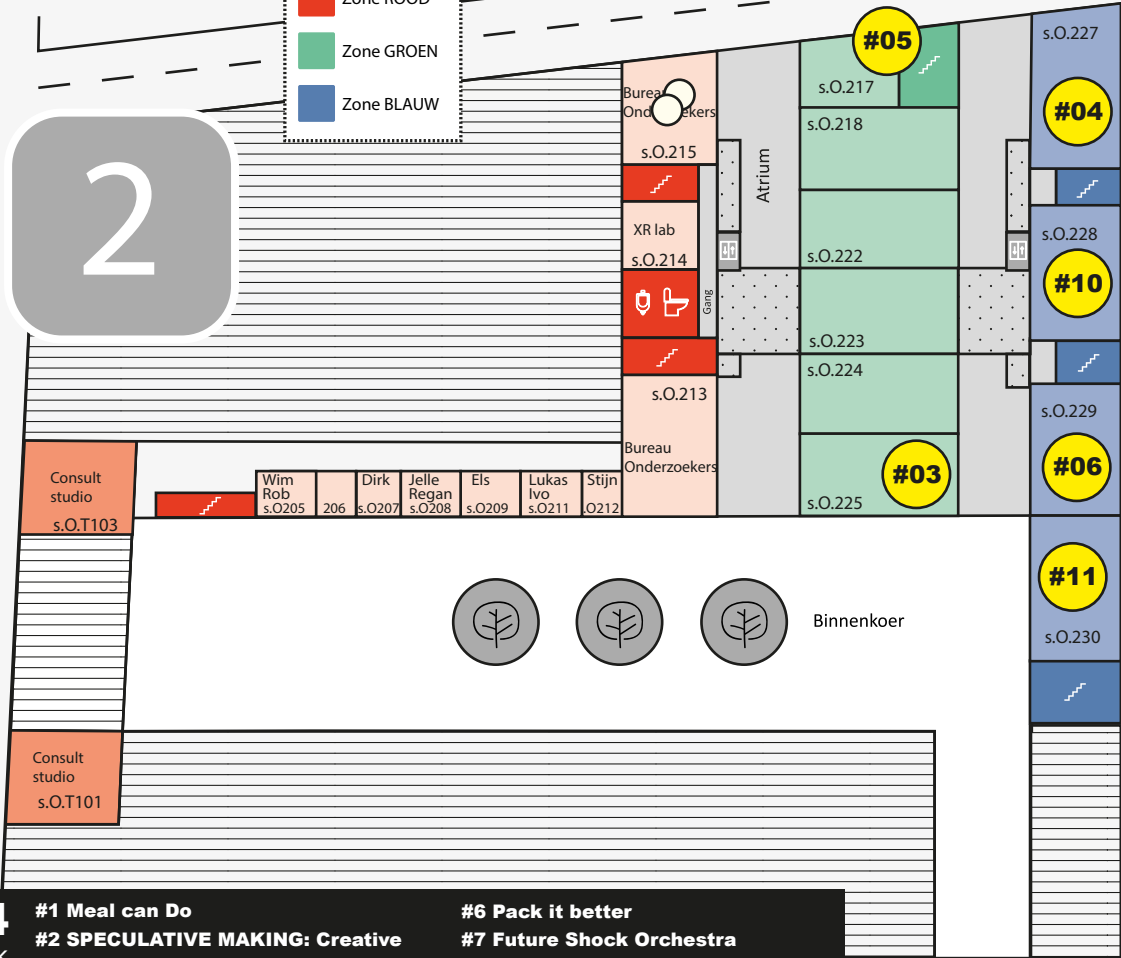 Zone ROOD
Zone GROEN
Zone BLAUW
2
#05
s.O.217
s.O.227
#04
Bureau
s.O.215
s.O.218
Atrium
XR lab
s.O.214
s.O.222
s.O.228
#10
Gang
s.O.223
s.O.224
s.O.213
s.O.229
#06
Bureau
Onderzoekers
#03
s.O.225
Consult
studio
s.O.T103
Wim
Rob
s.O205
206
Dirk
s.O207
Jelle
Regan
s.O208
Els
s.O209
Lukas
Ivo
s.O211
Stijn
.O212
#11
s.O.230
Binnenkoer
Consult
studio
s.O.T101
#1 Meal can Do
#2 SPECULATIVE MAKING: Creative
#6 Pack it better
#7 Future Shock Orchestra